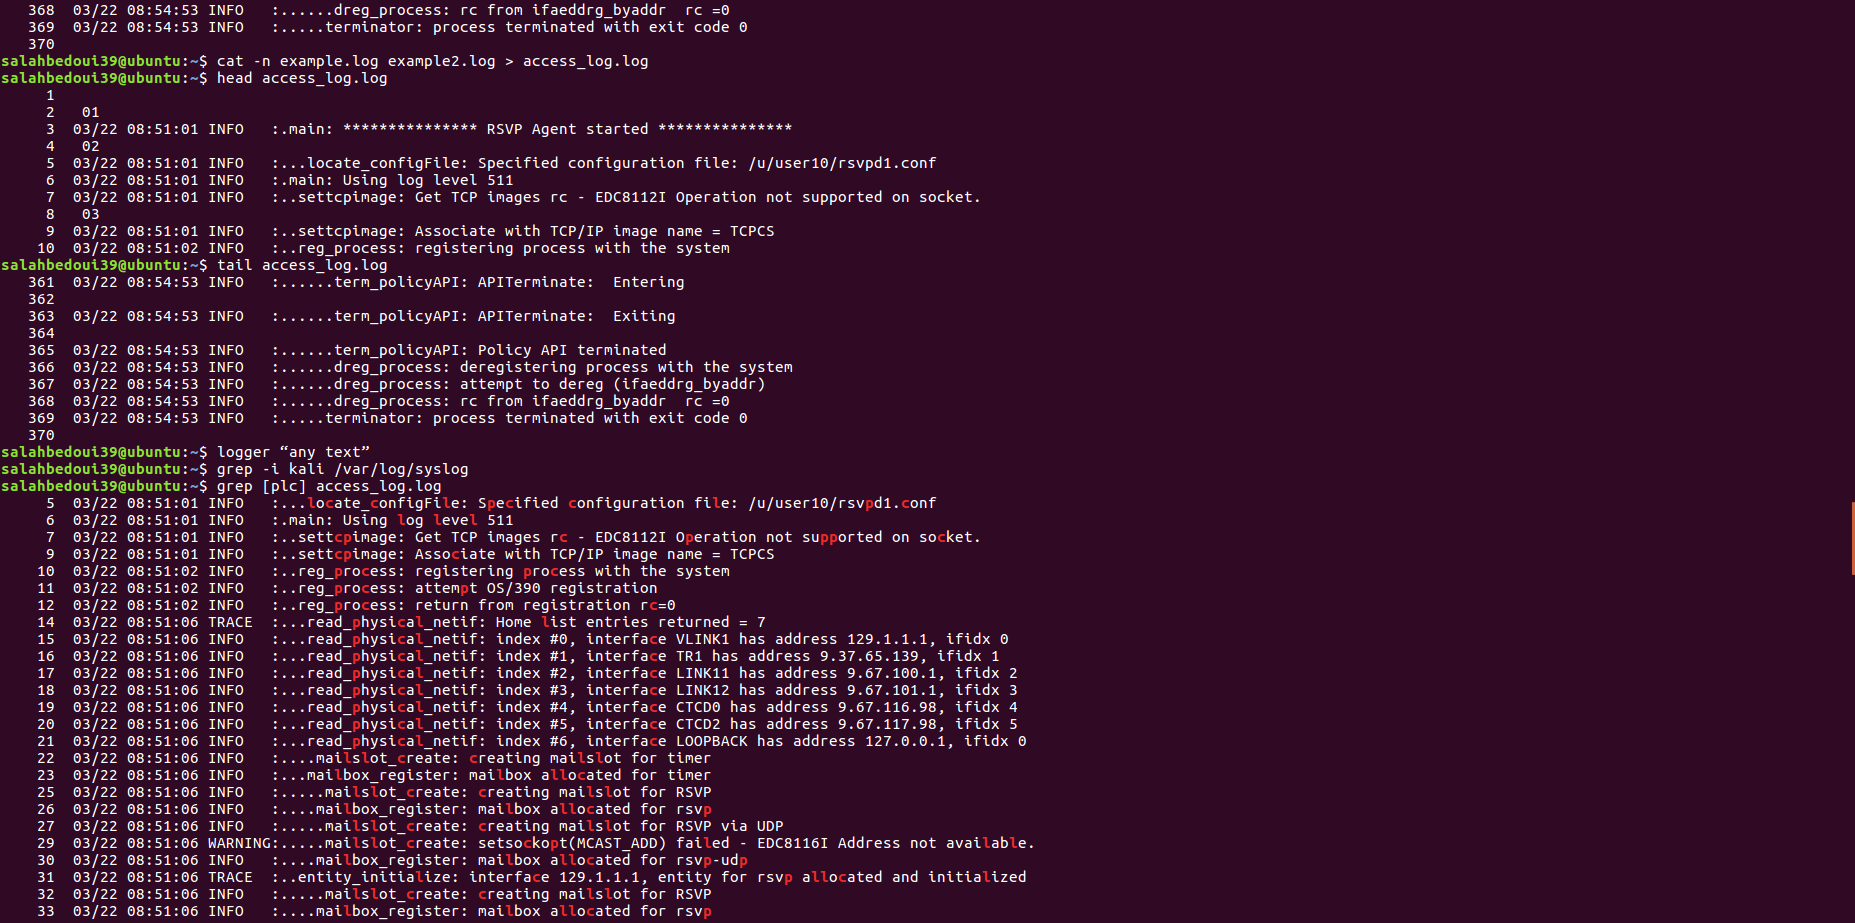 368  03/22 08:54:53 INFO   :......dreg_process: rc from ifaeddrg_byaddr  rc =0
   369  03/22 08:54:53 INFO   :.....terminator: process terminated with exit code 0
   370
salahbedoui39@ubuntu:~$ cat -n example.log example2.log > access_log.log
salahbedoui39@ubuntu:~$ head access_log.log
     1
     2   01
     3  03/22 08:51:01 INFO   :.main: *************** RSVP Agent started ***************
     4   02
     5  03/22 08:51:01 INFO   :...locate_configFile: Specified configuration file: /u/user10/rsvpd1.conf
     6  03/22 08:51:01 INFO   :.main: Using log level 511
     7  03/22 08:51:01 INFO   :..settcpimage: Get TCP images rc - EDC8112I Operation not supported on socket.
     8   03
     9  03/22 08:51:01 INFO   :..settcpimage: Associate with TCP/IP image name = TCPCS
    10  03/22 08:51:02 INFO   :..reg_process: registering process with the system
salahbedoui39@ubuntu:~$ tail access_log.log
   361  03/22 08:54:53 INFO   :......term_policyAPI: APITerminate:  Entering
   362
   363  03/22 08:54:53 INFO   :......term_policyAPI: APITerminate:  Exiting
   364
   365  03/22 08:54:53 INFO   :......term_policyAPI: Policy API terminated
   366  03/22 08:54:53 INFO   :......dreg_process: deregistering process with the system
   367  03/22 08:54:53 INFO   :......dreg_process: attempt to dereg (ifaeddrg_byaddr)
   368  03/22 08:54:53 INFO   :......dreg_process: rc from ifaeddrg_byaddr  rc =0
   369  03/22 08:54:53 INFO   :.....terminator: process terminated with exit code 0
   370
salahbedoui39@ubuntu:~$ logger “any text”
salahbedoui39@ubuntu:~$ grep -i kali /var/log/syslog
salahbedoui39@ubuntu:~$ grep [plc] access_log.log
     5  03/22 08:51:01 INFO   :...locate_configFile: Specified configuration file: /u/user10/rsvpd1.conf
     6  03/22 08:51:01 INFO   :.main: Using log level 511
     7  03/22 08:51:01 INFO   :..settcpimage: Get TCP images rc - EDC8112I Operation not supported on socket.
     9  03/22 08:51:01 INFO   :..settcpimage: Associate with TCP/IP image name = TCPCS
    10  03/22 08:51:02 INFO   :..reg_process: registering process with the system
    11  03/22 08:51:02 INFO   :..reg_process: attempt OS/390 registration
    12  03/22 08:51:02 INFO   :..reg_process: return from registration rc=0
    14  03/22 08:51:06 TRACE  :...read_physical_netif: Home list entries returned = 7
    15  03/22 08:51:06 INFO   :...read_physical_netif: index #0, interface VLINK1 has address 129.1.1.1, ifidx 0
    16  03/22 08:51:06 INFO   :...read_physical_netif: index #1, interface TR1 has address 9.37.65.139, ifidx 1
    17  03/22 08:51:06 INFO   :...read_physical_netif: index #2, interface LINK11 has address 9.67.100.1, ifidx 2
    18  03/22 08:51:06 INFO   :...read_physical_netif: index #3, interface LINK12 has address 9.67.101.1, ifidx 3
    19  03/22 08:51:06 INFO   :...read_physical_netif: index #4, interface CTCD0 has address 9.67.116.98, ifidx 4
    20  03/22 08:51:06 INFO   :...read_physical_netif: index #5, interface CTCD2 has address 9.67.117.98, ifidx 5
    21  03/22 08:51:06 INFO   :...read_physical_netif: index #6, interface LOOPBACK has address 127.0.0.1, ifidx 0
    22  03/22 08:51:06 INFO   :....mailslot_create: creating mailslot for timer
    23  03/22 08:51:06 INFO   :...mailbox_register: mailbox allocated for timer
    25  03/22 08:51:06 INFO   :.....mailslot_create: creating mailslot for RSVP
    26  03/22 08:51:06 INFO   :....mailbox_register: mailbox allocated for rsvp
    27  03/22 08:51:06 INFO   :.....mailslot_create: creating mailslot for RSVP via UDP
    29  03/22 08:51:06 WARNING:.....mailslot_create: setsockopt(MCAST_ADD) failed - EDC8116I Address not available.
    30  03/22 08:51:06 INFO   :....mailbox_register: mailbox allocated for rsvp-udp
    31  03/22 08:51:06 TRACE  :..entity_initialize: interface 129.1.1.1, entity for rsvp allocated and initialized
    32  03/22 08:51:06 INFO   :.....mailslot_create: creating mailslot for RSVP
    33  03/22 08:51:06 INFO   :....mailbox_register: mailbox allocated for rsvp